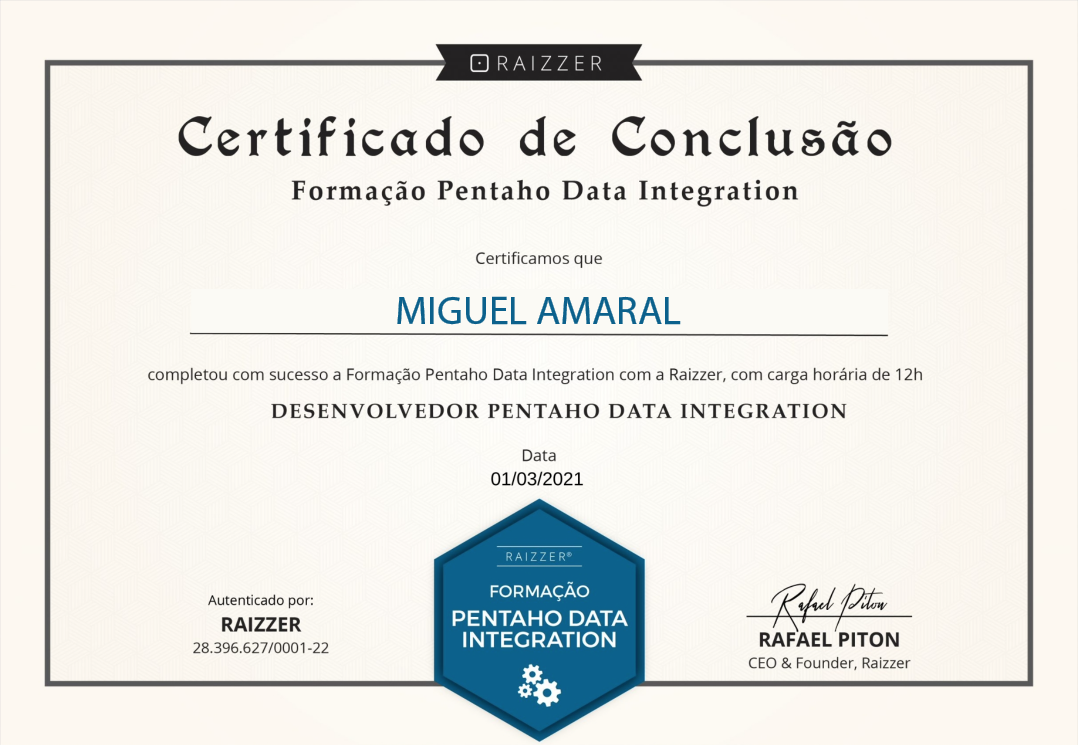 RAIZZER
Certificado de Conclusão
Formação Pentaho Data Integration
Certificamos que
MIGUEL AMARAL
completou com sucesso a Formação Pentaho Data Integration com a Raizzer, com carga horária de 12h
DESENVOLVEDOR PENTAHO DATA INTEGRATION
Data
01/03/2021
RAIZZER®
FORMAÇÃO
PENTAHO DATA
INTEGRATION
Autenticado por:
RAIZZER
28.396.627/0001-22
Rafael Piton
RAFAEL PITON
CEO & Founder, Raizzer